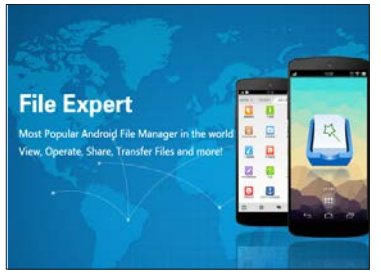 File Expert
Most Popular Android File Manager in the world
View, Operate, Share, Transfer Files and more!